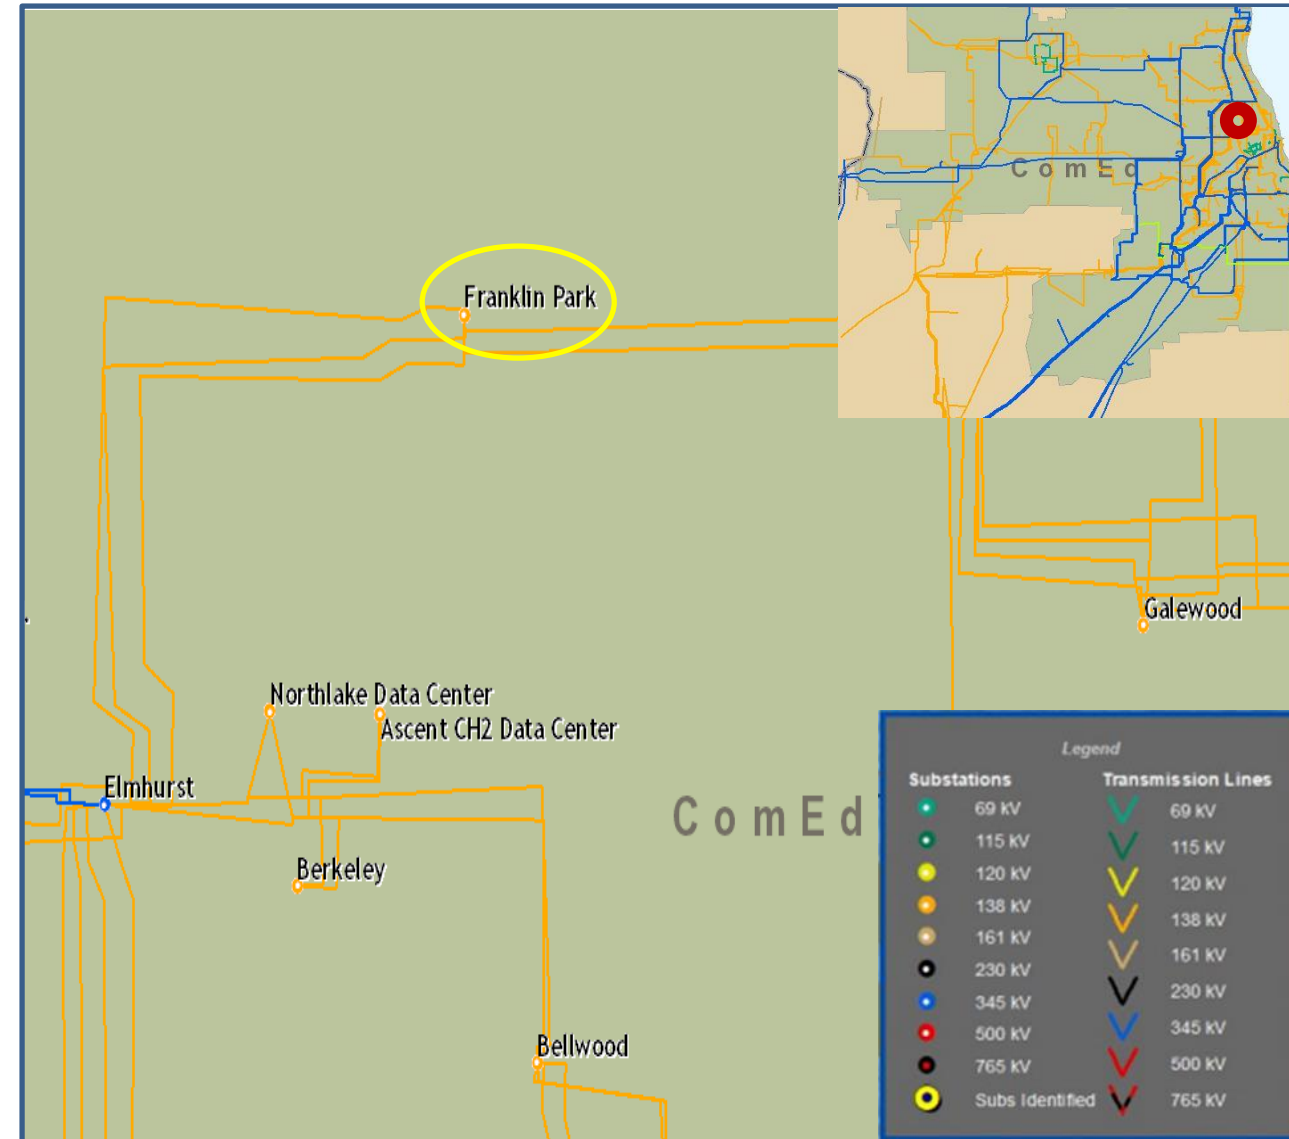 ComEd
Franklin Park
Galewood
Northlake Data Center
Ascent CH2 Data Center
Elmhurst
ComEd
Berkeley
Bellwood
Legend
Substations Transmission Lines
69 kV 69 kV
115 kV 115 kV
120 kV 120 kV
138 kV 138 kV
161 kV 161 kV
230 kV 230 kV
345 kV 345 kV
500 kV 500 kV
765 kV 765 kV
Subs Identified